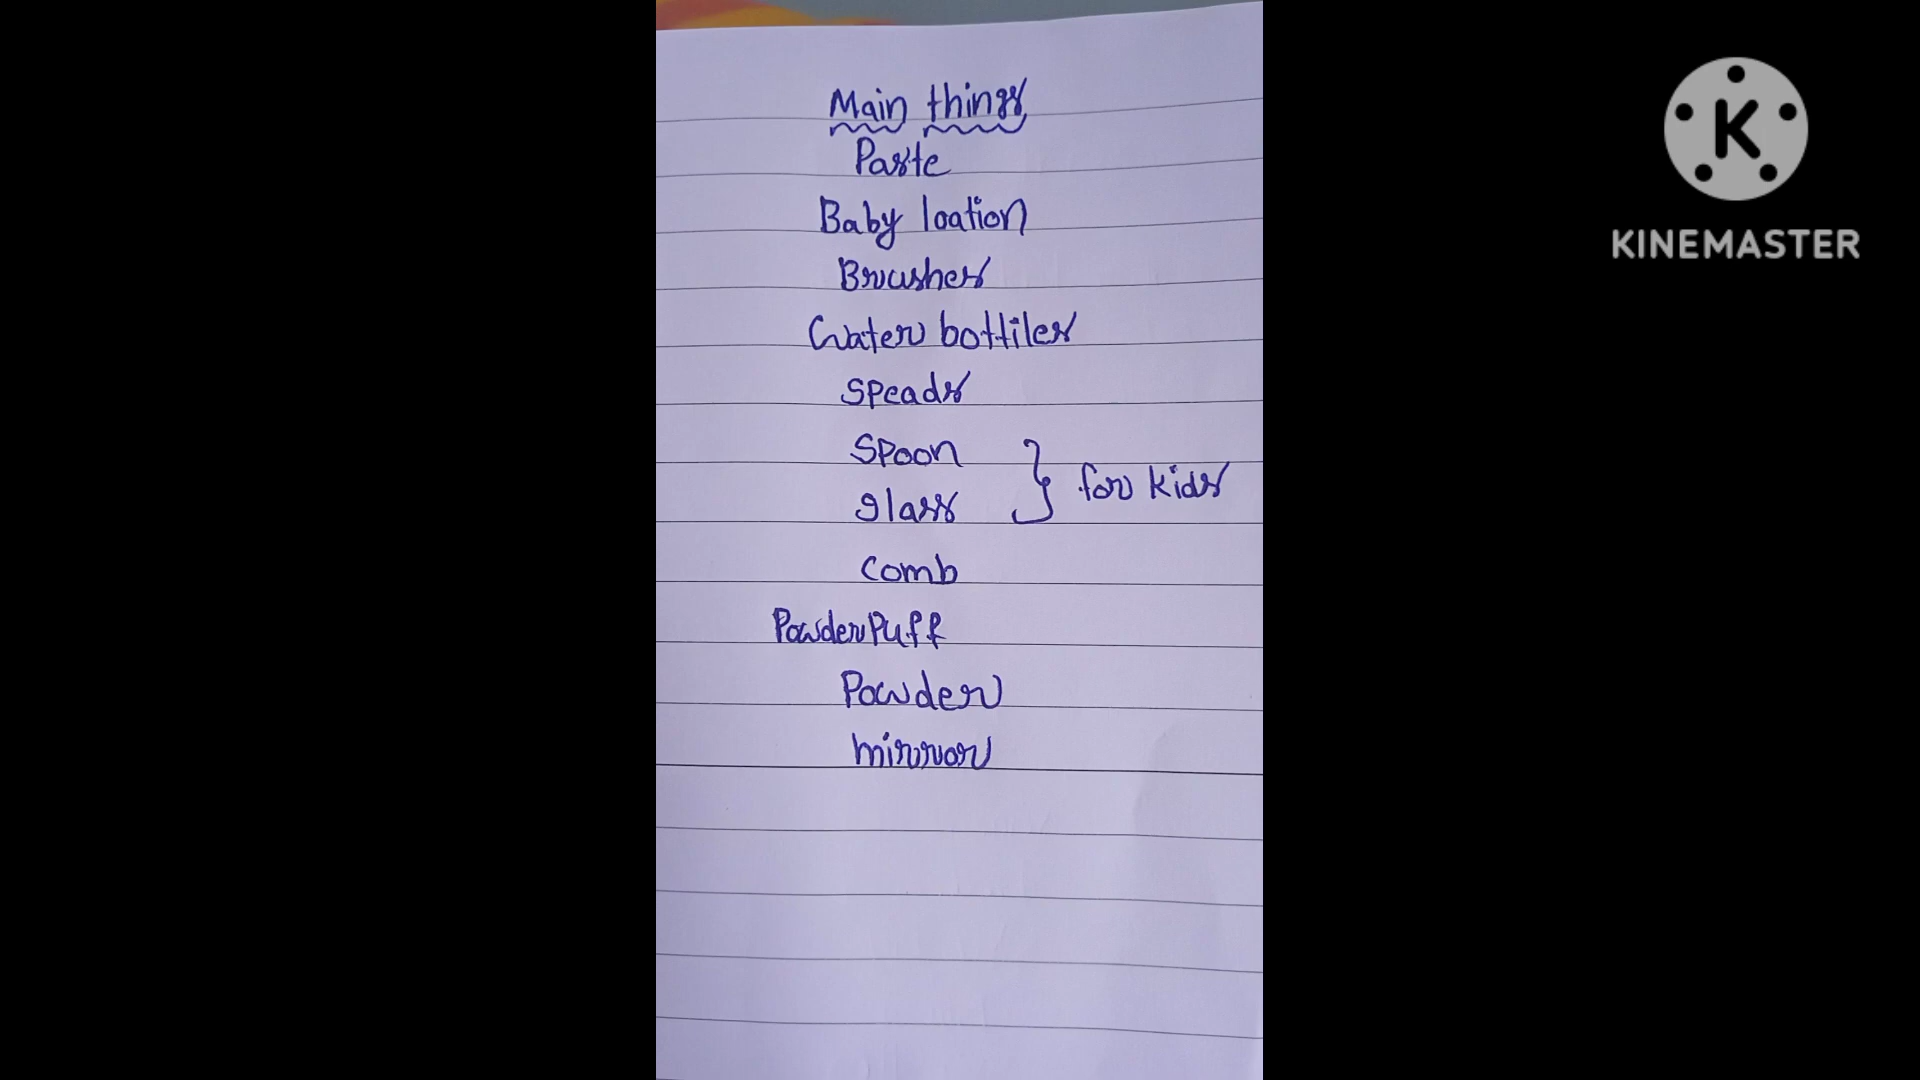 Main things
Paste
Baby loation
Brushes
Water bottiles
Speads
Spoon
glass
} for kids
comb
PowderPuff
Powder
mirror
KINEMASTER